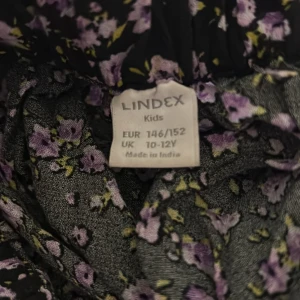 LINDEX
Kids
EUR 146/152
UK 10-12Y
Made in India